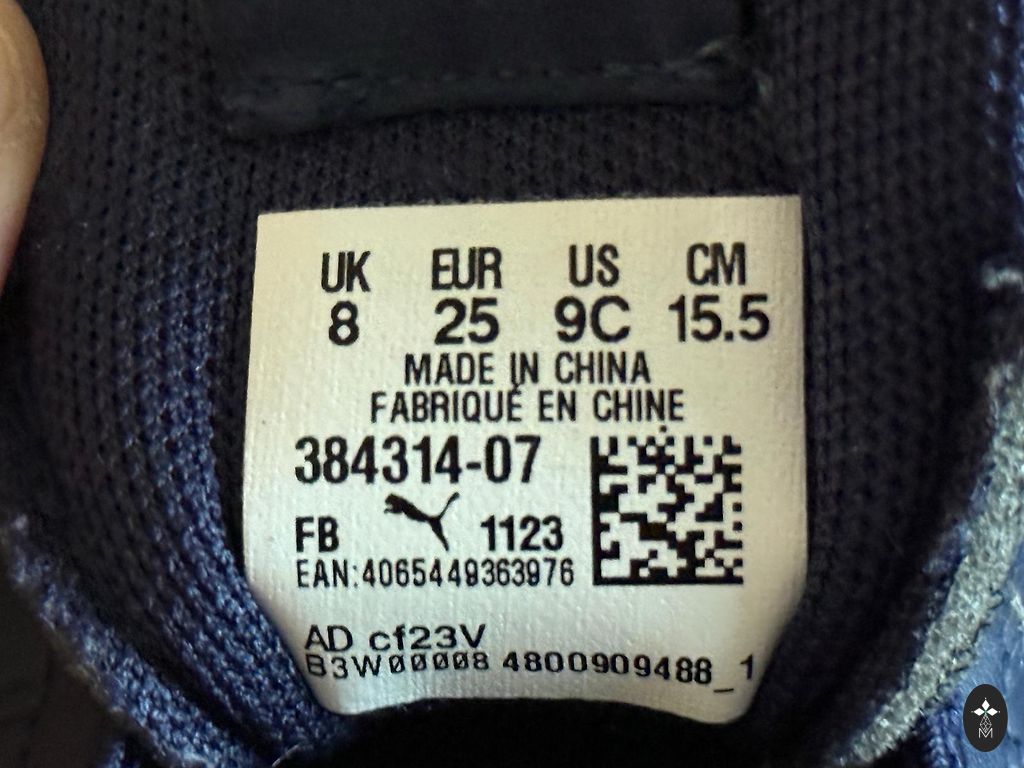 UK EUR US CM
8 25 9C 15.5
MADE IN CHINA
FABRIQUÉ EN CHINE
384314-07
FB 1123
EAN:4065449363976
AD cf23V
B3W00008 4800909488_1
M